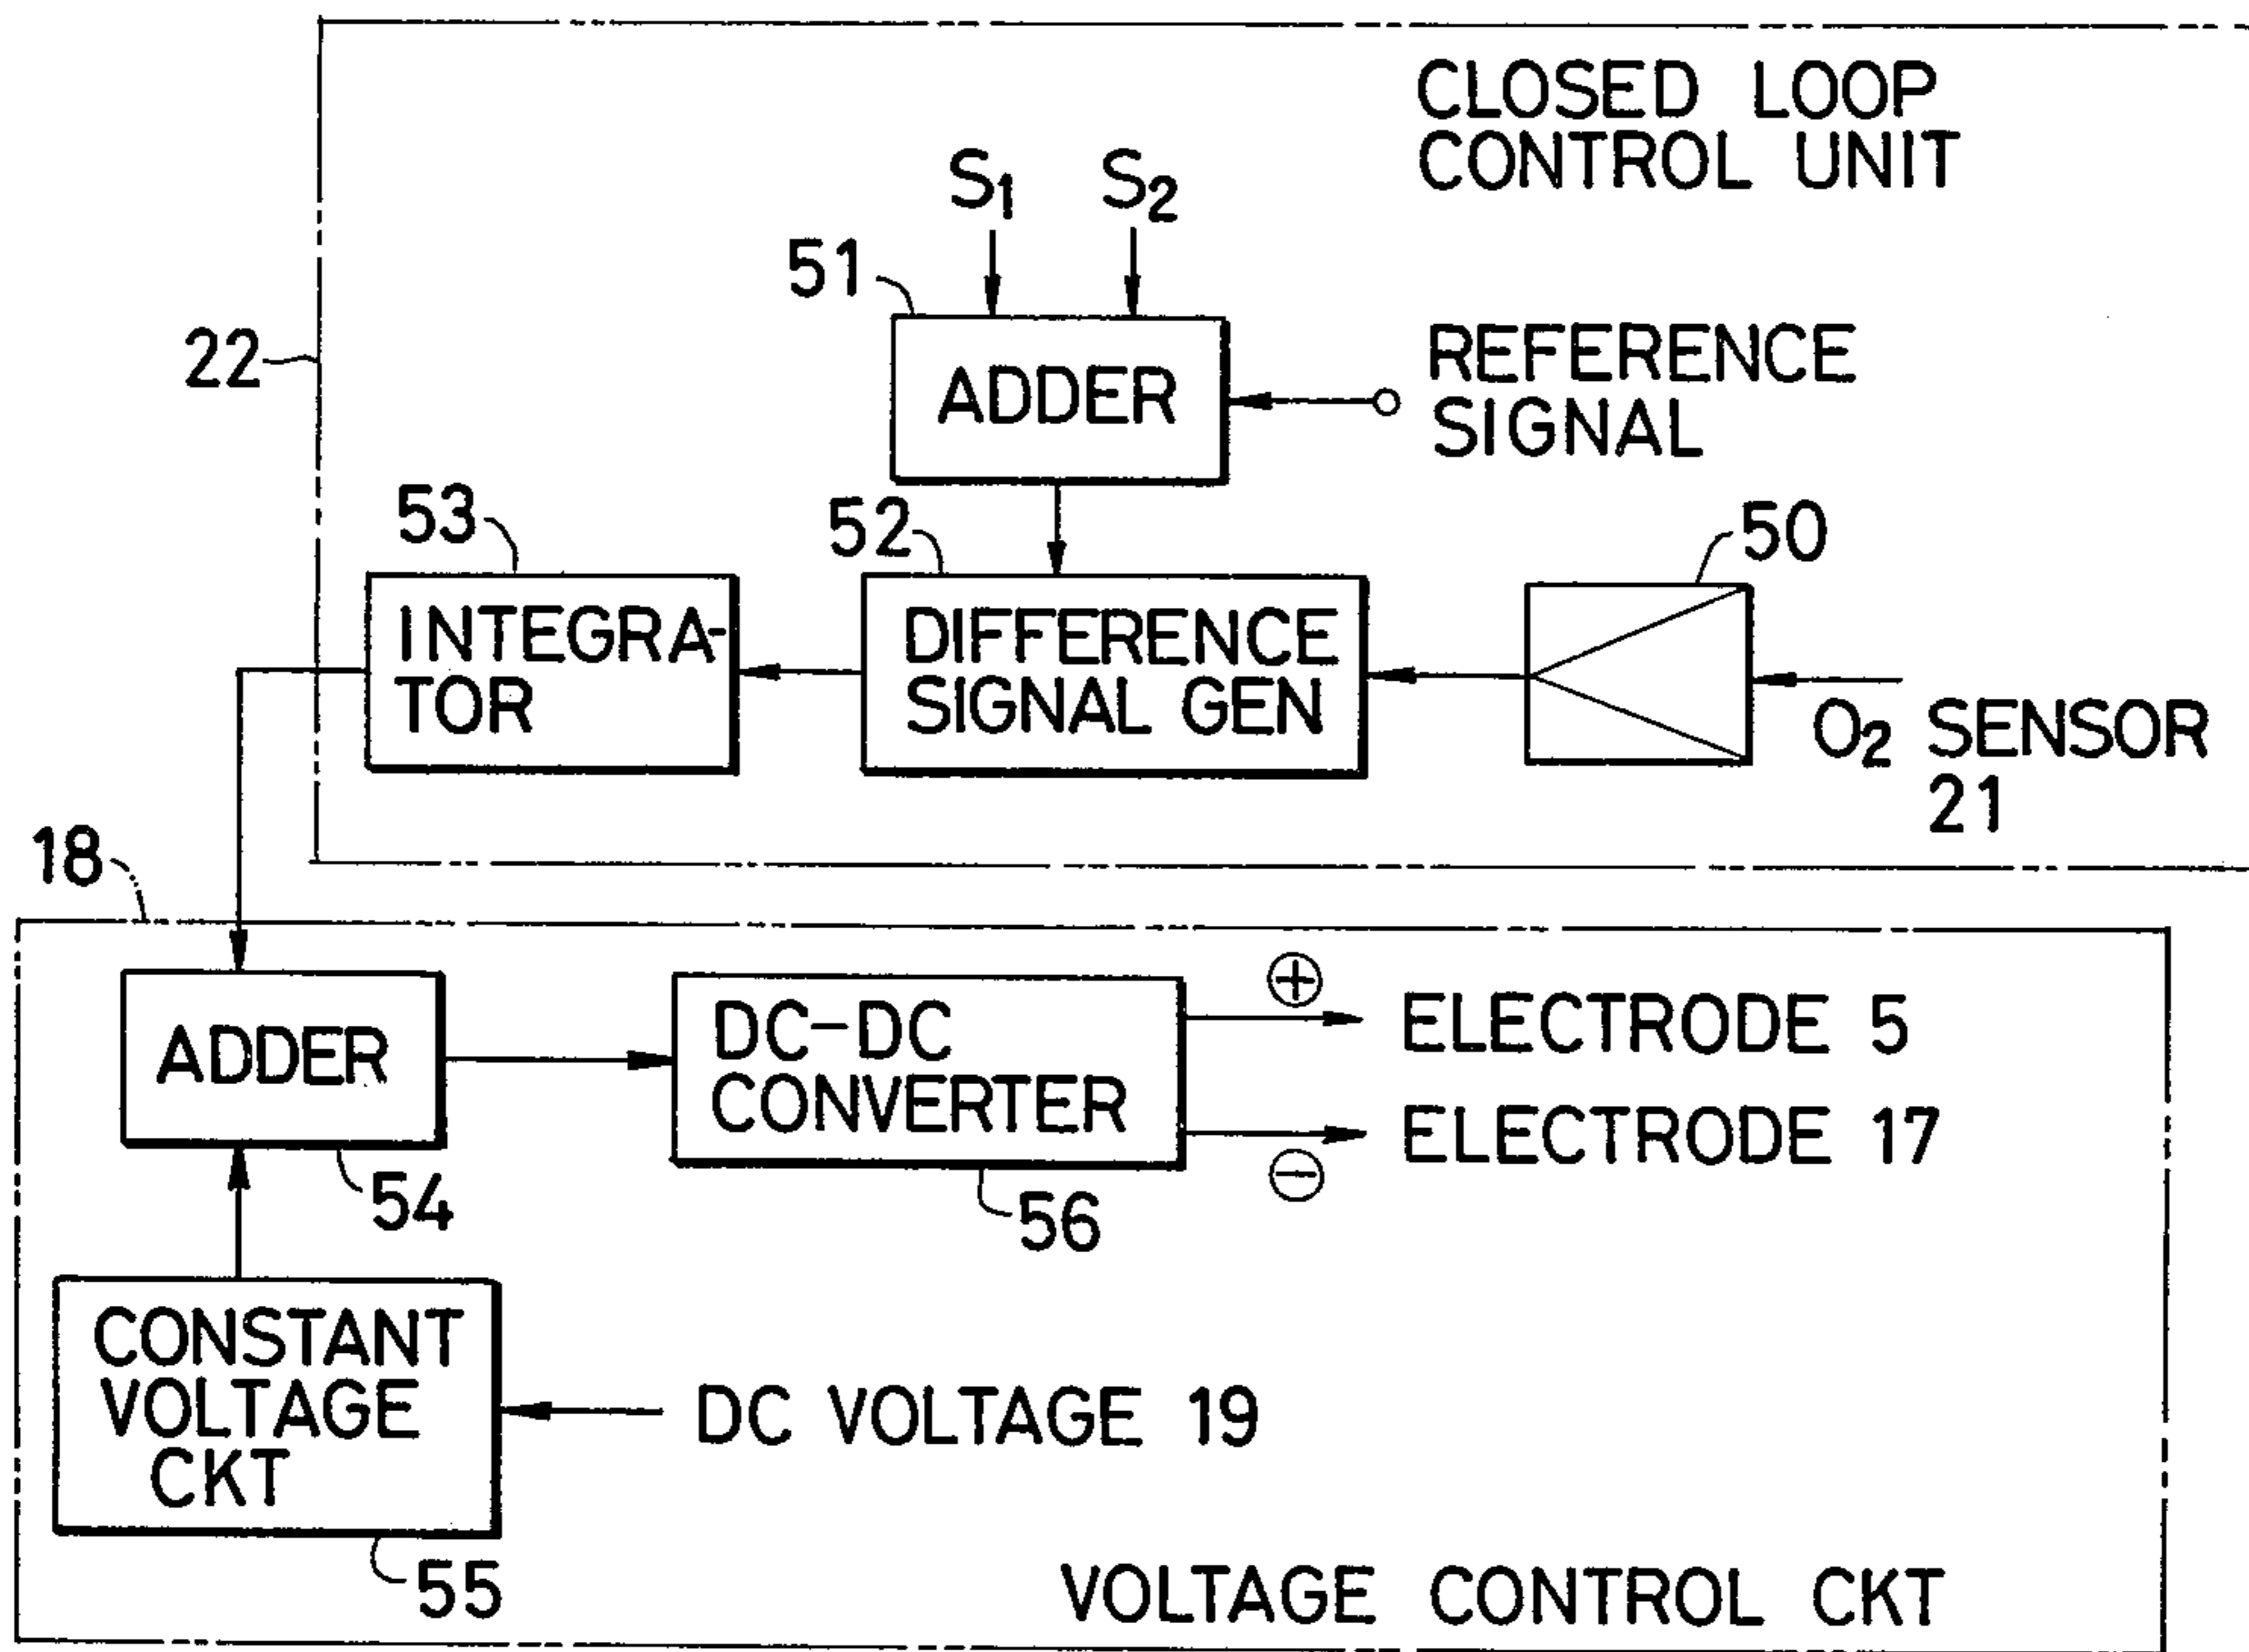 CLOSED LOOP
CONTROL UNIT
S1 S2
51
22
ADDER
REFERENCE
SIGNAL
53
52
50
INTEGRA-
TOR
DIFFERENCE
SIGNAL GEN
O2 SENSOR
21
18
ADDER
DC-DC
CONVERTER
⊕
ELECTRODE 5
ELECTRODE 17
⊖
54
56
CONSTANT
VOLTAGE
CKT
DC VOLTAGE 19
55
VOLTAGE CONTROL CKT